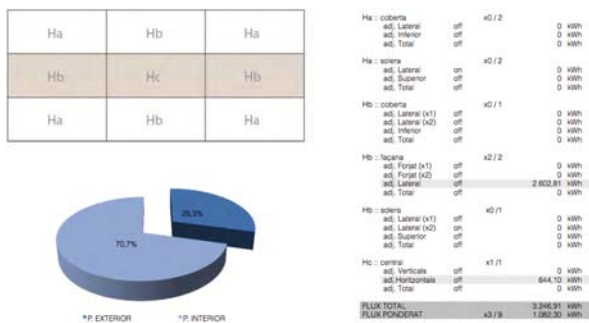 Ha Hb Ha
Hb Hc Hb
Ha Hb Ha
29,3%
70,7%
P. EXTERIOR P. INTERIOR
Ha :: coberta x0 / 2
adj. Lateral off 0 kWh
adj. Inferior off 0 kWh
adj. Total off 0 kWh
Ha :: solera x0 / 2
adj. Lateral on 0 kWh
adj. Superior off 0 kWh
adj. Total off 0 kWh
Hb :: coberta x0 / 1
adj. Lateral (x1) off 0 kWh
adj. Lateral (x2) off 0 kWh
adj. Inferior off 0 kWh
adj. Total off 0 kWh
Hb :: façana x2 / 2
adj. Forjat (x1) off 0 kWh
adj. Forjat (x2) off 0 kWh
adj. Lateral off 2.602,81 kWh
adj. Total off 0 kWh
Hb :: solera x0 /1
adj. Lateral (x1) off 0 kWh
adj. Lateral (x2) on 0 kWh
adj. Superior off 0 kWh
adj. Total off 0 kWh
Hc :: central x1 /1
adj. Verticals off 0 kWh
adj. Horitzontals off 644,10 kWh
adj. Total off 0 kWh
FLUX TOTAL 3.246,91 kWh
FLUX PONDERAT x3 / 9 1.082,30 kWh